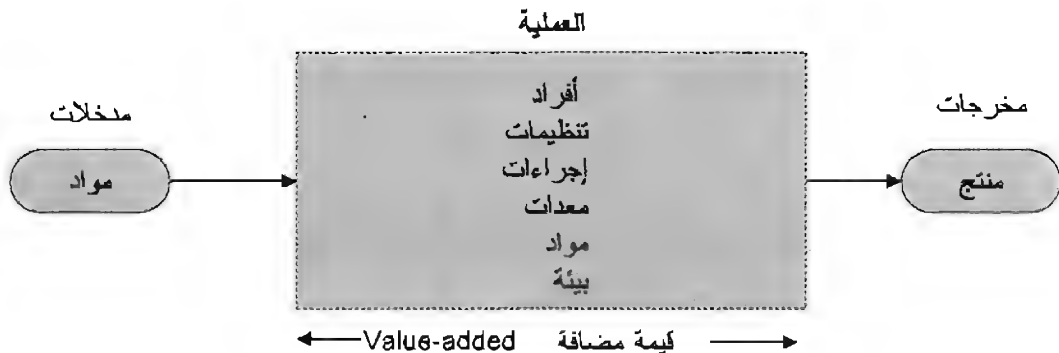 العملية
مدخلات
مواد
أفراد
تنظيمات
إجراءات
معدات
مواد
بيئة
مخرجات
منتج
قيمة مضافة Value-added